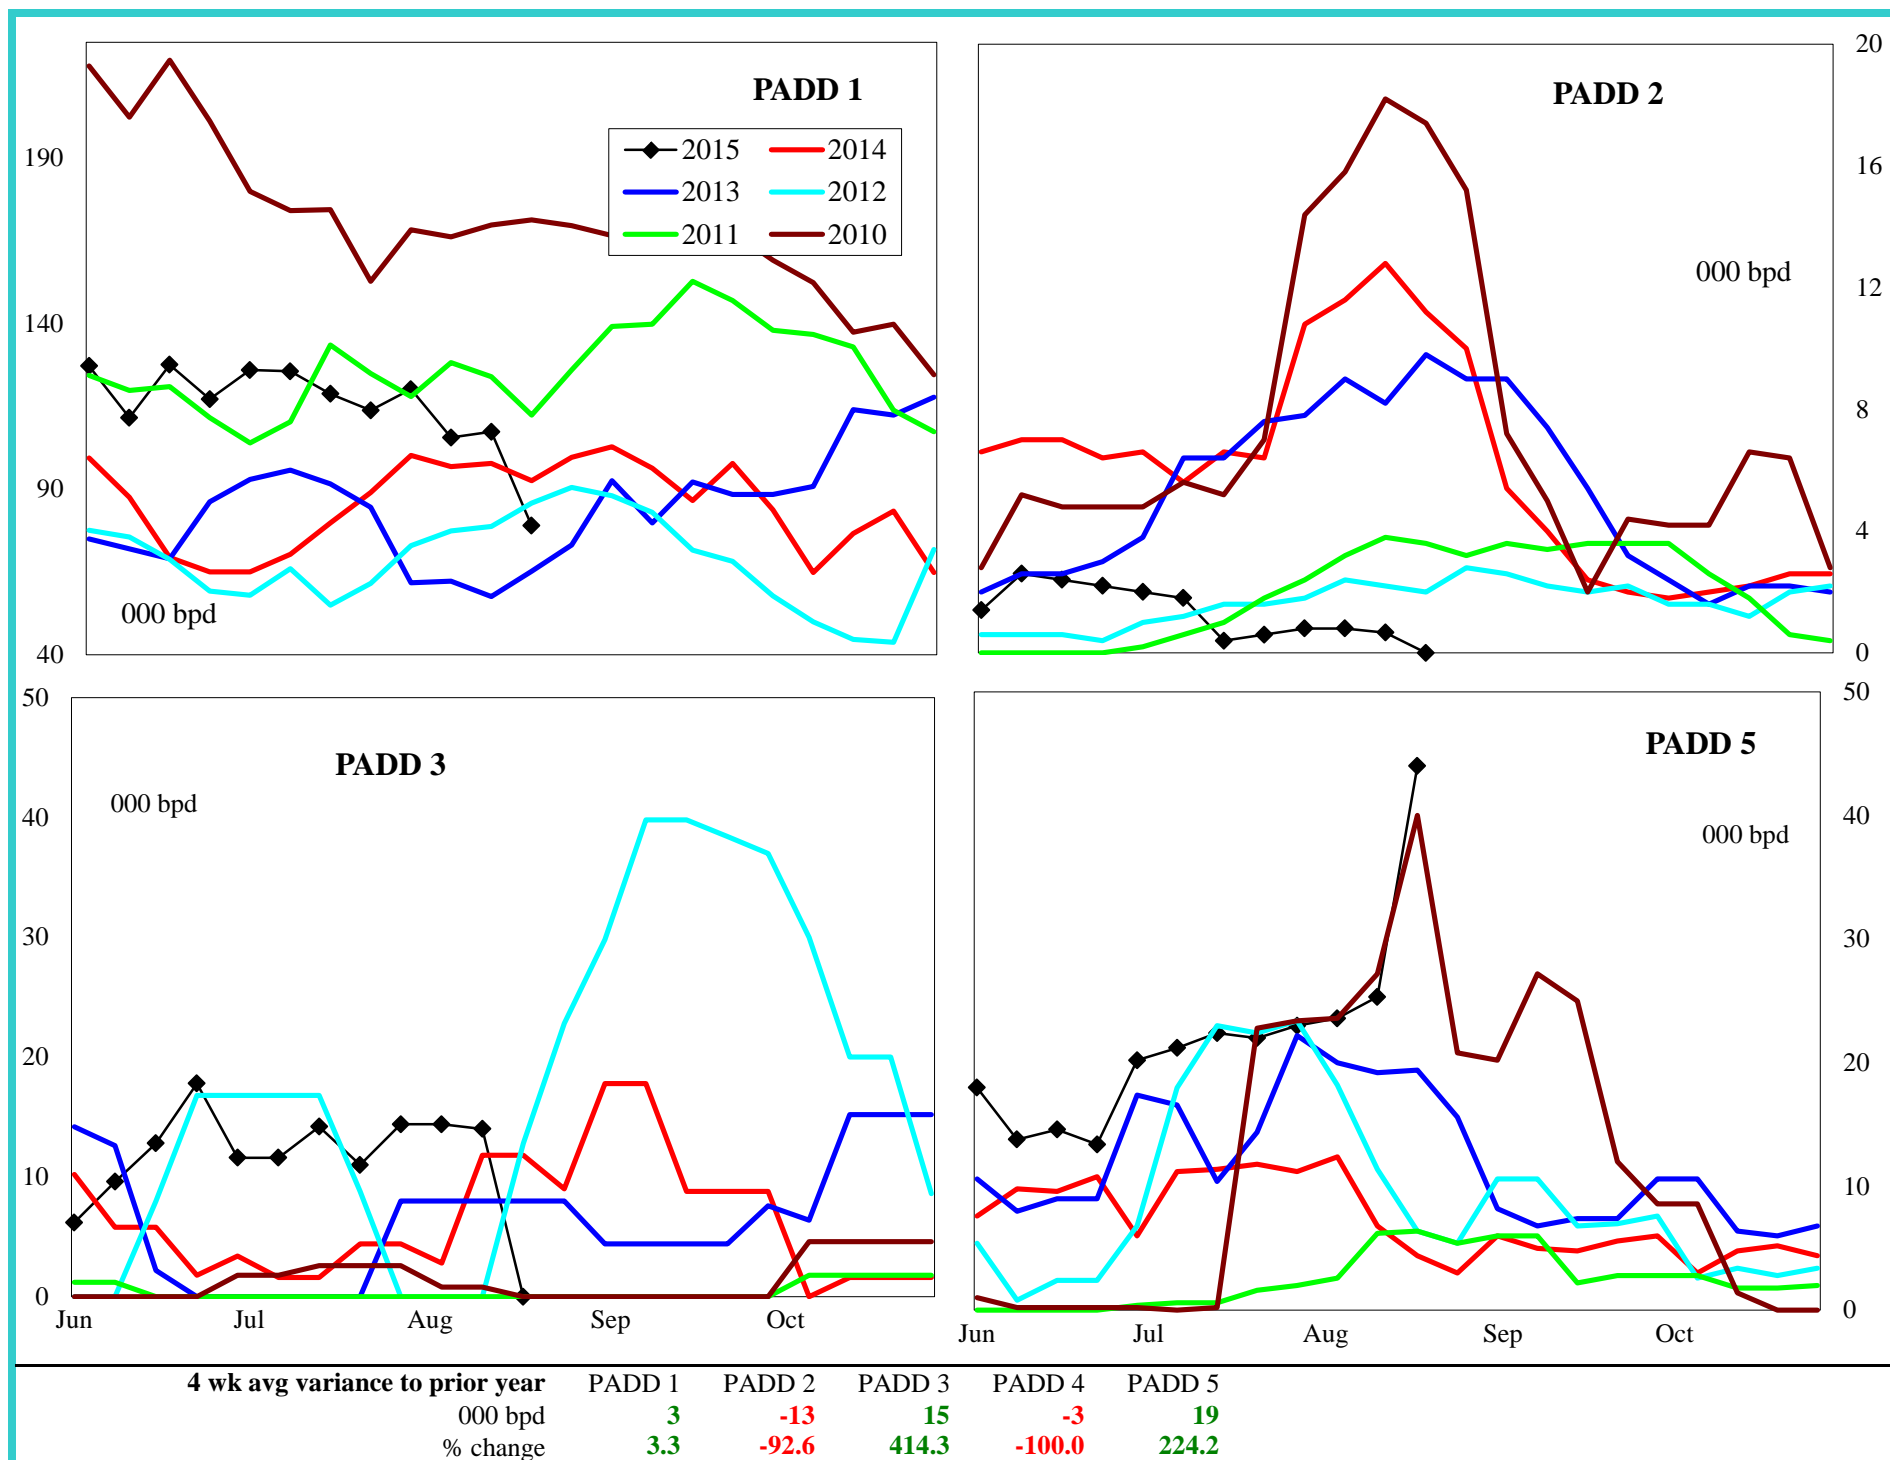 PADD 1
190
140
90
40
2015 2014
2013 2012
2011 2010
000 bpd
PADD 2
20
16
12
8
4
0
000 bpd
PADD 3
000 bpd
50
40
30
20
10
0
Jun Jul Aug Sep Oct
PADD 5
000 bpd
50
40
30
20
10
0
Jun Jul Aug Sep Oct
4 wk avg variance to prior year PADD 1 PADD 2 PADD 3 PADD 4 PADD 5
000 bpd 3 -13 15 -3 19
% change 3.3 -92.6 414.3 -100.0 224.2